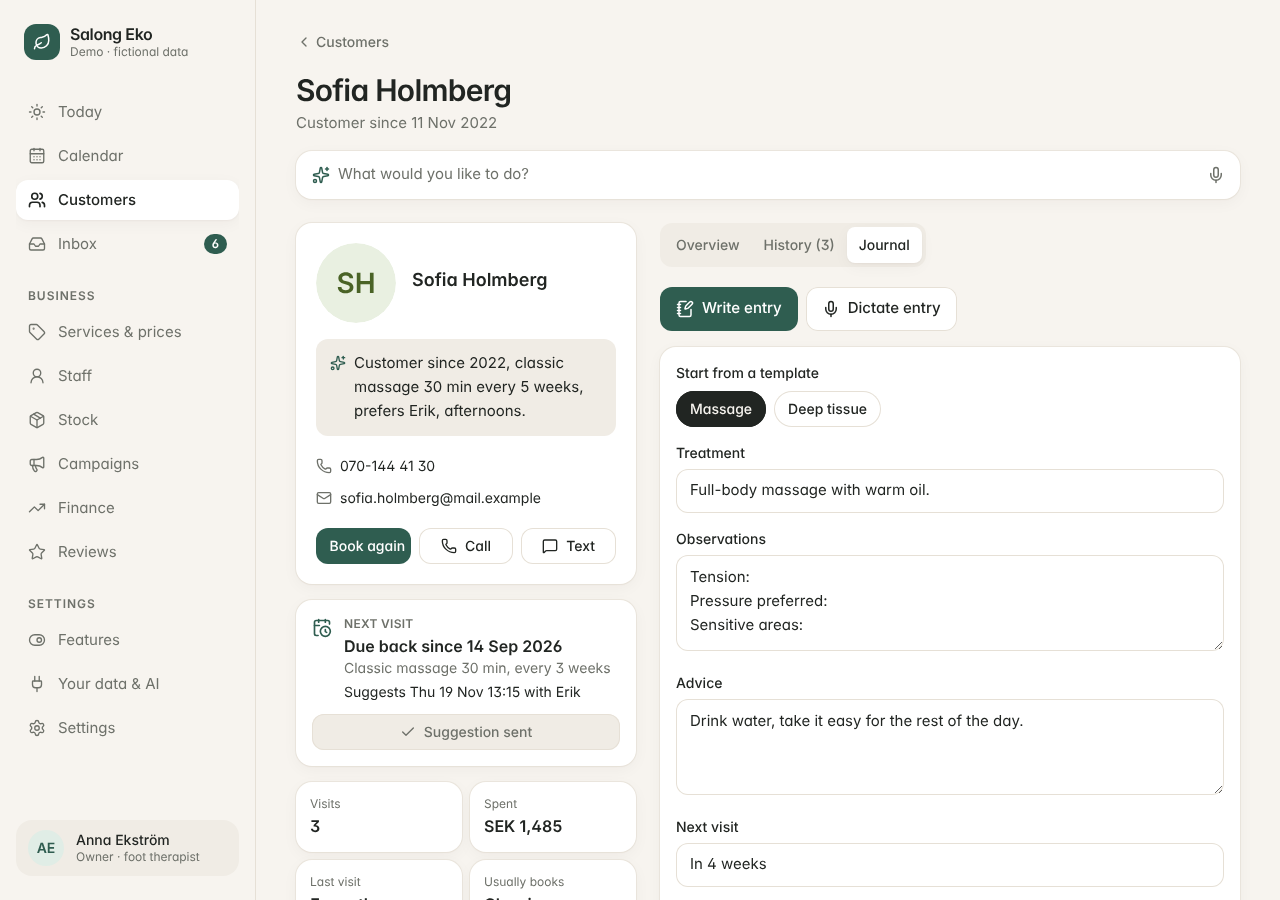 Salong Eko
Demo · fictional data
Today
Calendar
Customers
Inbox
6
BUSINESS
Services & prices
Staff
Stock
Campaigns
Finance
Reviews
SETTINGS
Features
Your data & AI
Settings
AE
Anna Ekström
Owner · foot therapist
Customers
Sofia Holmberg
Customer since 11 Nov 2022
What would you like to do?
SH
Sofia Holmberg
Customer since 2022, classic
massage 30 min every 5 weeks,
prefers Erik, afternoons.
070-144 41 30
sofia.holmberg@mail.example
Book again
Call
Text
NEXT VISIT
Due back since 14 Sep 2026
Classic massage 30 min, every 3 weeks
Suggests Thu 19 Nov 13:15 with Erik
Suggestion sent
Visits
3
Spent
SEK 1,485
Last visit
Usually books
Overview
History (3)
Journal
Write entry
Dictate entry
Start from a template
Massage
Deep tissue
Treatment
Full-body massage with warm oil.
Observations
Tension:
Pressure preferred:
Sensitive areas:
Advice
Drink water, take it easy for the rest of the day.
Next visit
In 4 weeks